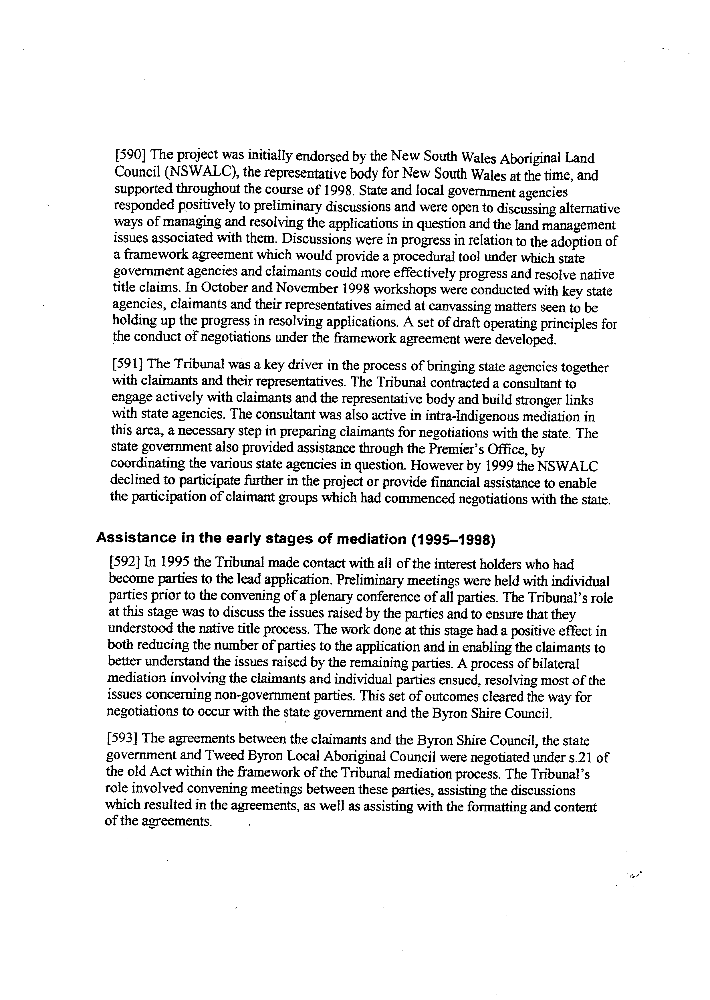 [590] The project was initially endorsed by the New South Wales Aboriginal Land
Council (NSWALC), the representative body for New South Wales at the time, and
supported throughout the course of 1998. State and local government agencies
responded positively to preliminary discussions and were open to discussing alternative
ways of managing and resolving the applications in question and the land management
issues associated with them. Discussions were in progress in relation to the adoption of
a framework agreement which would provide a procedural tool under which state
government agencies and claimants could more effectively progress and resolve native
title claims. In October and November 1998 workshops were conducted with key state
agencies, claimants and their representatives aimed at canvassing matters seen to be
holding up the progress in resolving applications. A set of draft operating principles for
the conduct of negotiations under the framework agreement were developed.
[591] The Tribunal was a key driver in the process of bringing state agencies together
with claimants and their representatives. The Tribunal contracted a consultant to
engage actively with claimants and the representative body and build stronger links
with state agencies. The consultant was also active in intra-Indigenous mediation in
this area, a necessary step in preparing claimants for negotiations with the state. The
state government also provided assistance through the Premier's Office, by
coordinating the various state agencies in question. However by 1999 the NSWALC
declined to participate further in the project or provide financial assistance to enable
the participation of claimant groups which had commenced negotiations with the state.
Assistance in the early stages of mediation (1995–1998)
[592] In 1995 the Tribunal made contact with all of the interest holders who had
become parties to the lead application. Preliminary meetings were held with individual
parties prior to the convening of a plenary conference of all parties. The Tribunal's role
at this stage was to discuss the issues raised by the parties and to ensure that they
understood the native title process. The work done at this stage had a positive effect in
both reducing the number of parties to the application and in enabling the claimants to
better understand the issues raised by the remaining parties. A process of bilateral
mediation involving the claimants and individual parties ensued, resolving most of the
issues concerning non-government parties. This set of outcomes cleared the way for
negotiations to occur with the state government and the Byron Shire Council.
[593] The agreements between the claimants and the Byron Shire Council, the state
government and Tweed Byron Local Aboriginal Council were negotiated under s.21 of
the old Act within the framework of the Tribunal mediation process. The Tribunal's
role involved convening meetings between these parties, assisting the discussions
which resulted in the agreements, as well as assisting with the formatting and content
of the agreements.